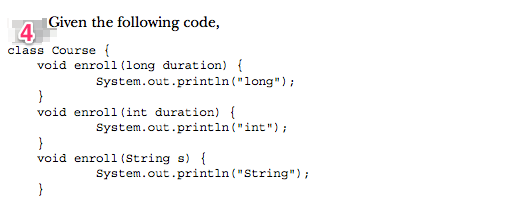 4 Given the following code,
class Course {
    void enroll(long duration) {
            System.out.println("long");
    }
    void enroll(int duration) {
            System.out.println("int");
    }
    void enroll(String s) {
            System.out.println("String");
    }